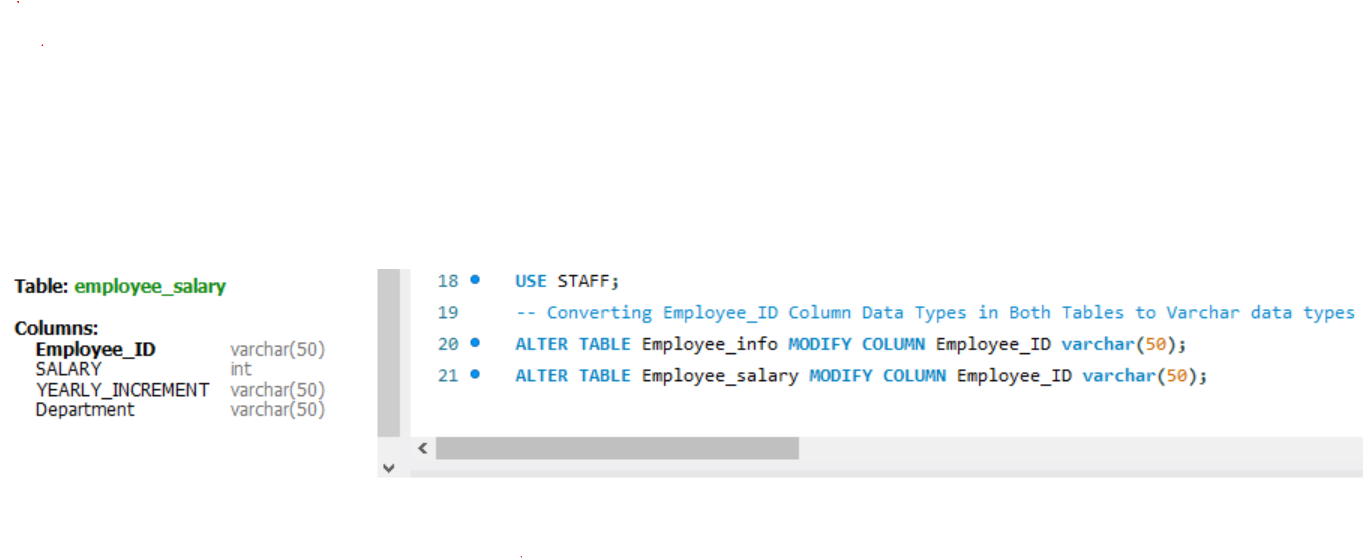 Table: employee_salary
Columns:
Employee_ID varchar(50)
SALARY int
YEARLY_INCREMENT varchar(50)
Department varchar(50)
18 USE STAFF;
19 -- Converting Employee_ID Column Data Types in Both Tables to Varchar data types
20 ALTER TABLE Employee_info MODIFY COLUMN Employee_ID varchar(50);
21 ALTER TABLE Employee_salary MODIFY COLUMN Employee_ID varchar(50);